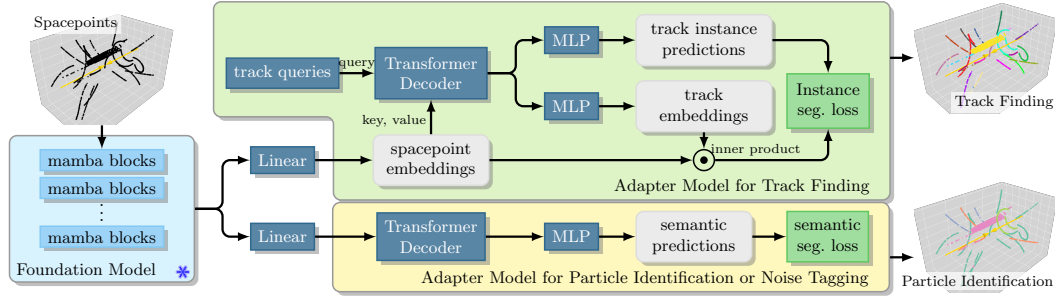 Spacepoints
mamba blocks
mamba blocks
⋮
mamba blocks
Foundation Model
*
track queries
query
Transformer
Decoder
key, value
MLP
track instance
predictions
MLP
track
embeddings
Instance
seg. loss
Linear
spacepoint
embeddings
inner product
Adapter Model for Track Finding
Linear
Transformer
Decoder
MLP
semantic
predictions
semantic
seg. loss
Adapter Model for Particle Identification or Noise Tagging
Track Finding
Particle Identification